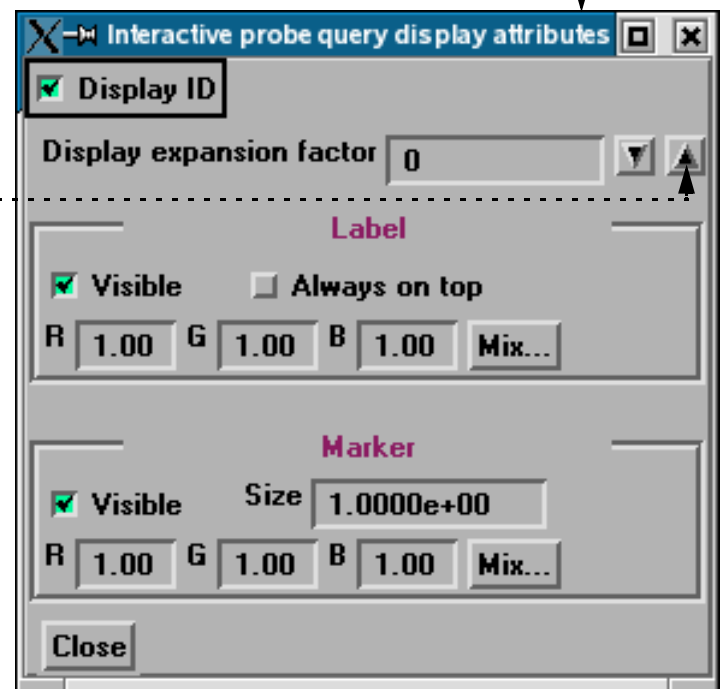 Interactive probe query display attributes
Display ID
Display expansion factor 0
Label
Visible Always on top
R 1.00 G 1.00 B 1.00 Mix...
Marker
Visible Size 1.0000e+00
R 1.00 G 1.00 B 1.00 Mix...
Close